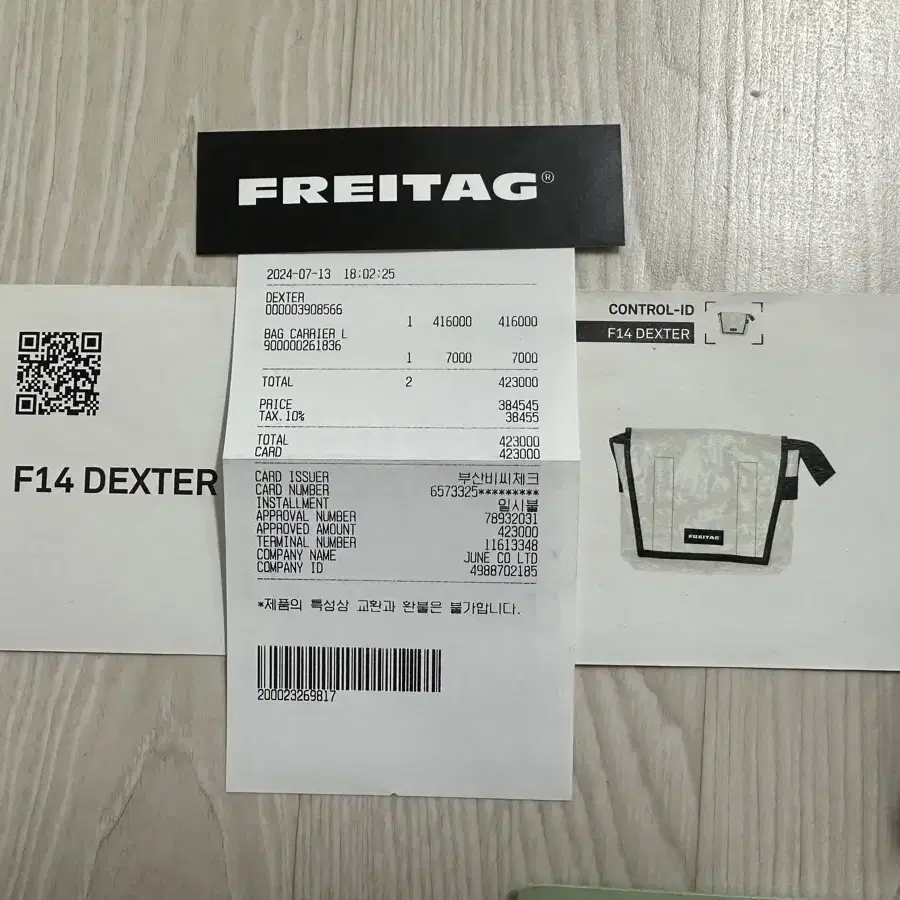 FREITAG®
2024-07-13 18:02:25
DEXTER
000003908566
1 416000 416000
BAG CARRIER L
900000261836
1 7000 7000
TOTAL 2 423000
PRICE 384545
TAX.10% 38455
TOTAL 423000
CARD 423000
CARD ISSUER 부산비씨체크
CARD NUMBER 6573325*********
INSTALLMENT 일시불
APPROVAL NUMBER 78932031
APPROVED AMOUNT 423000
TERMINAL NUMBER 11613348
COMPANY NAME JUNE CO LTD
COMPANY ID 4988702185
*제품의 특성상 교환과 환불은 불가합니다.
200023269817
F14 DEXTER
CONTROL-ID
F14 DEXTER
FREITAG